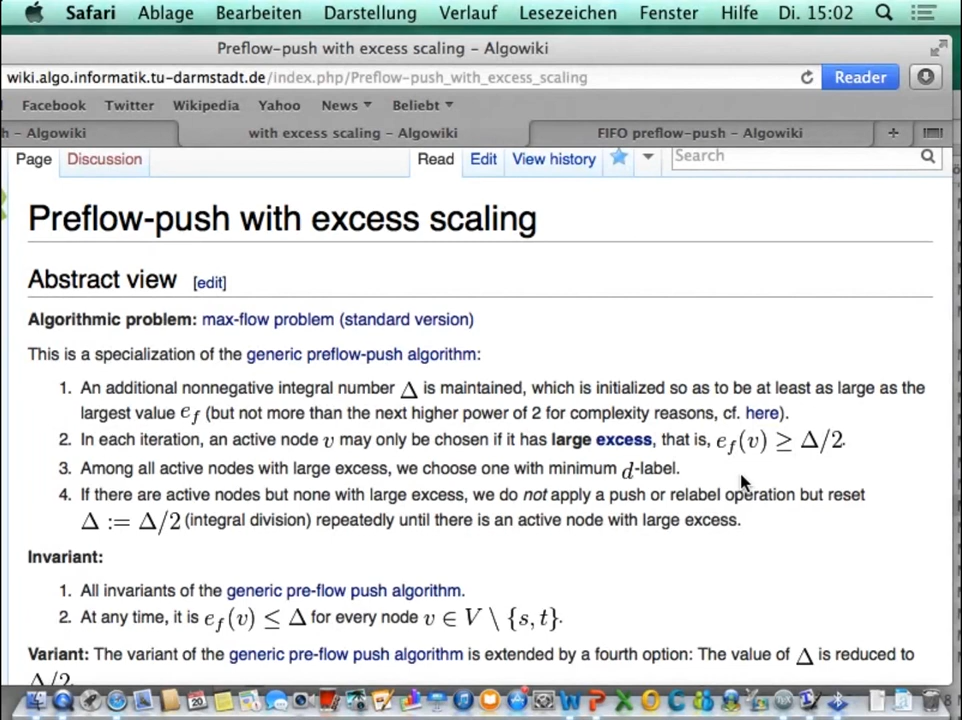 Safari Ablage Bearbeiten Darstellung Verlauf Lesezeichen Fenster Hilfe Di. 15:02
Preflow-push with excess scaling - Algowiki
wiki.algo.informatik.tu-darmstadt.de/index.php/Preflow-push_with_excess_scaling Reader
Facebook Twitter Wikipedia Yahoo News ▾ Beliebt ▾
h - Algowiki with excess scaling - Algowiki FIFO preflow-push - Algowiki +
Page Discussion Read Edit View history Search
Preflow-push with excess scaling
Abstract view [edit]
Algorithmic problem: max-flow problem (standard version)
This is a specialization of the generic preflow-push algorithm:
1. An additional nonnegative integral number Δ is maintained, which is initialized so as to be at least as large as the
largest value e_f (but not more than the next higher power of 2 for complexity reasons, cf. here).
2. In each iteration, an active node v may only be chosen if it has large excess, that is, e_f(v) ≥ Δ/2.
3. Among all active nodes with large excess, we choose one with minimum d-label.
4. If there are active nodes but none with large excess, we do not apply a push or relabel operation but reset
Δ := Δ/2 (integral division) repeatedly until there is an active node with large excess.
Invariant:
1. All invariants of the generic pre-flow push algorithm.
2. At any time, it is e_f(v) ≤ Δ for every node v ∈ V \ {s, t}.
Variant: The variant of the generic pre-flow push algorithm is extended by a fourth option: The value of Δ is reduced to
Δ/2.